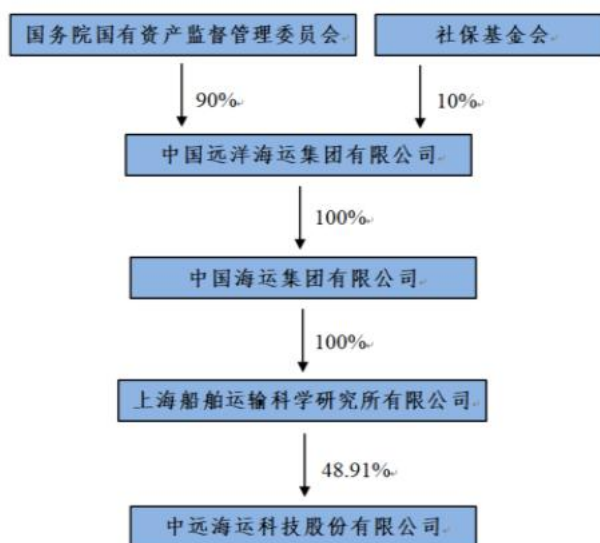 国务院国有资产监督管理委员会
社保基金会
90%
10%
中国远洋海运集团有限公司
100%
中国海运集团有限公司
100%
上海船舶运输科学研究所有限公司
48.91%
中远海运科技股份有限公司